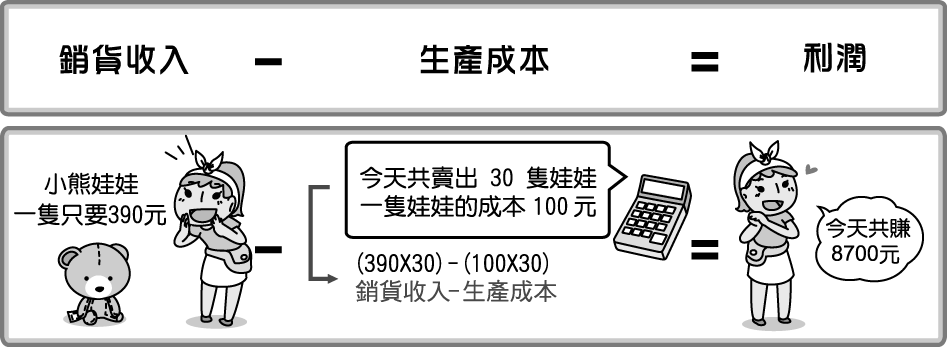 銷貨收入 - 生產成本 = 利潤
小熊娃娃
一隻只要390元
-
今天共賣出 30 隻娃娃
一隻娃娃的成本 100 元
(390X30)-(100X30)
銷貨收入-生產成本
=
今天共賺
8700元